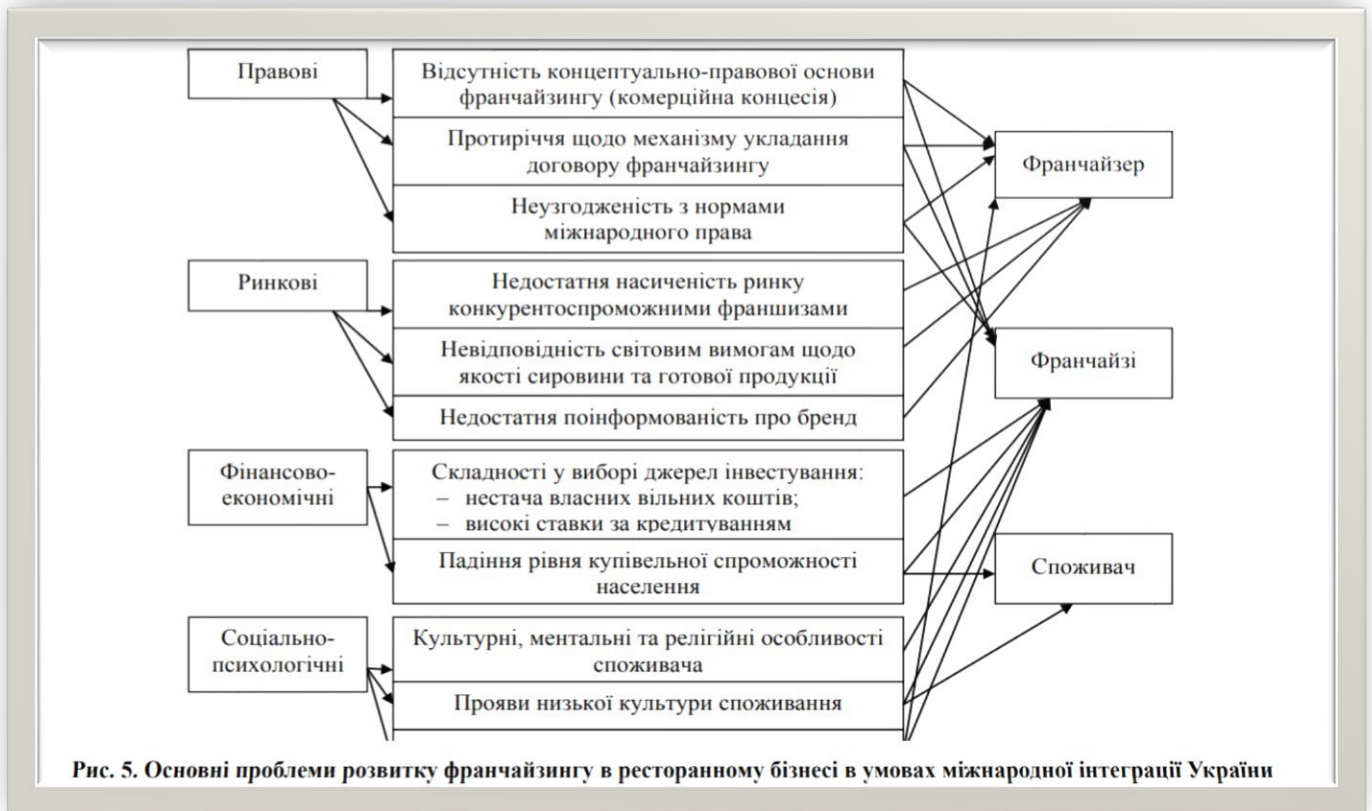 Правові
Відсутність концептуально-правової основи
франчайзингу (комерційна концесія)
Протиріччя щодо механізму укладання
договору франчайзингу
Неузгодженість з нормами
міжнародного права
Франчайзер
Ринкові
Недостатня насиченість ринку
конкурентоспроможними франшизами
Невідповідність світовим вимогам щодо
якості сировини та готової продукції
Недостатня поінформованість про бренд
Франчайзі
Фінансово-
економічні
Складності у виборі джерел інвестування:
– нестача власних вільних коштів;
– високі ставки за кредитуванням
Падіння рівня купівельної спроможності
населення
Споживач
Соціально-
психологічні
Культурні, ментальні та релігійні особливості
споживача
Прояви низької культури споживання
Рис. 5. Основні проблеми розвитку франчайзингу в ресторанному бізнесі в умовах міжнародної інтеграції України